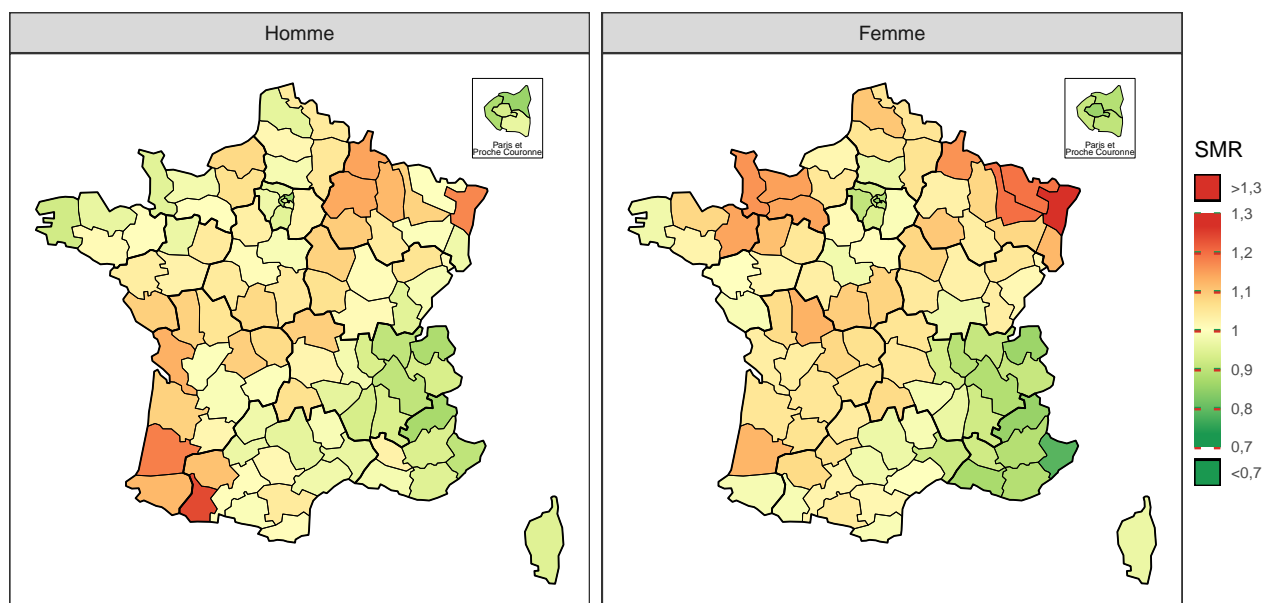 Homme
Femme
Paris et
Proche Couronne
Paris et
Proche Couronne
SMR
>1,3
1,3
1,2
1,1
1
0,9
0,8
0,7
<0,7